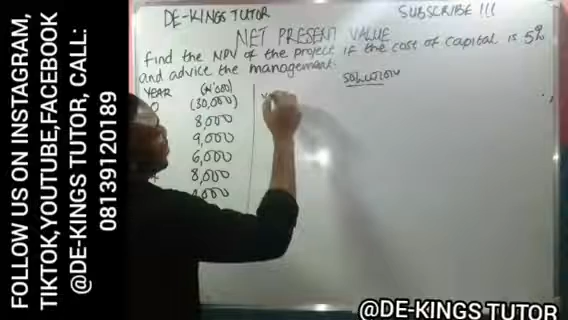 FOLLOW US ON INSTAGRAM,
TIKTOK,YOUTUBE,FACEBOOK
@DE-KINGS TUTOR, CALL:
08139120189
DE-KINGS TUTOR
SUBSCRIBE !!!
NET PRESENT VALUE
Find the NPV of the project if the cost of capital is 5%
and advice the management.
SOLUTION
YEAR (N'000)
0 (30,000)
8,000
9,000
6,000
8,000
@DE-KINGS TUTOR